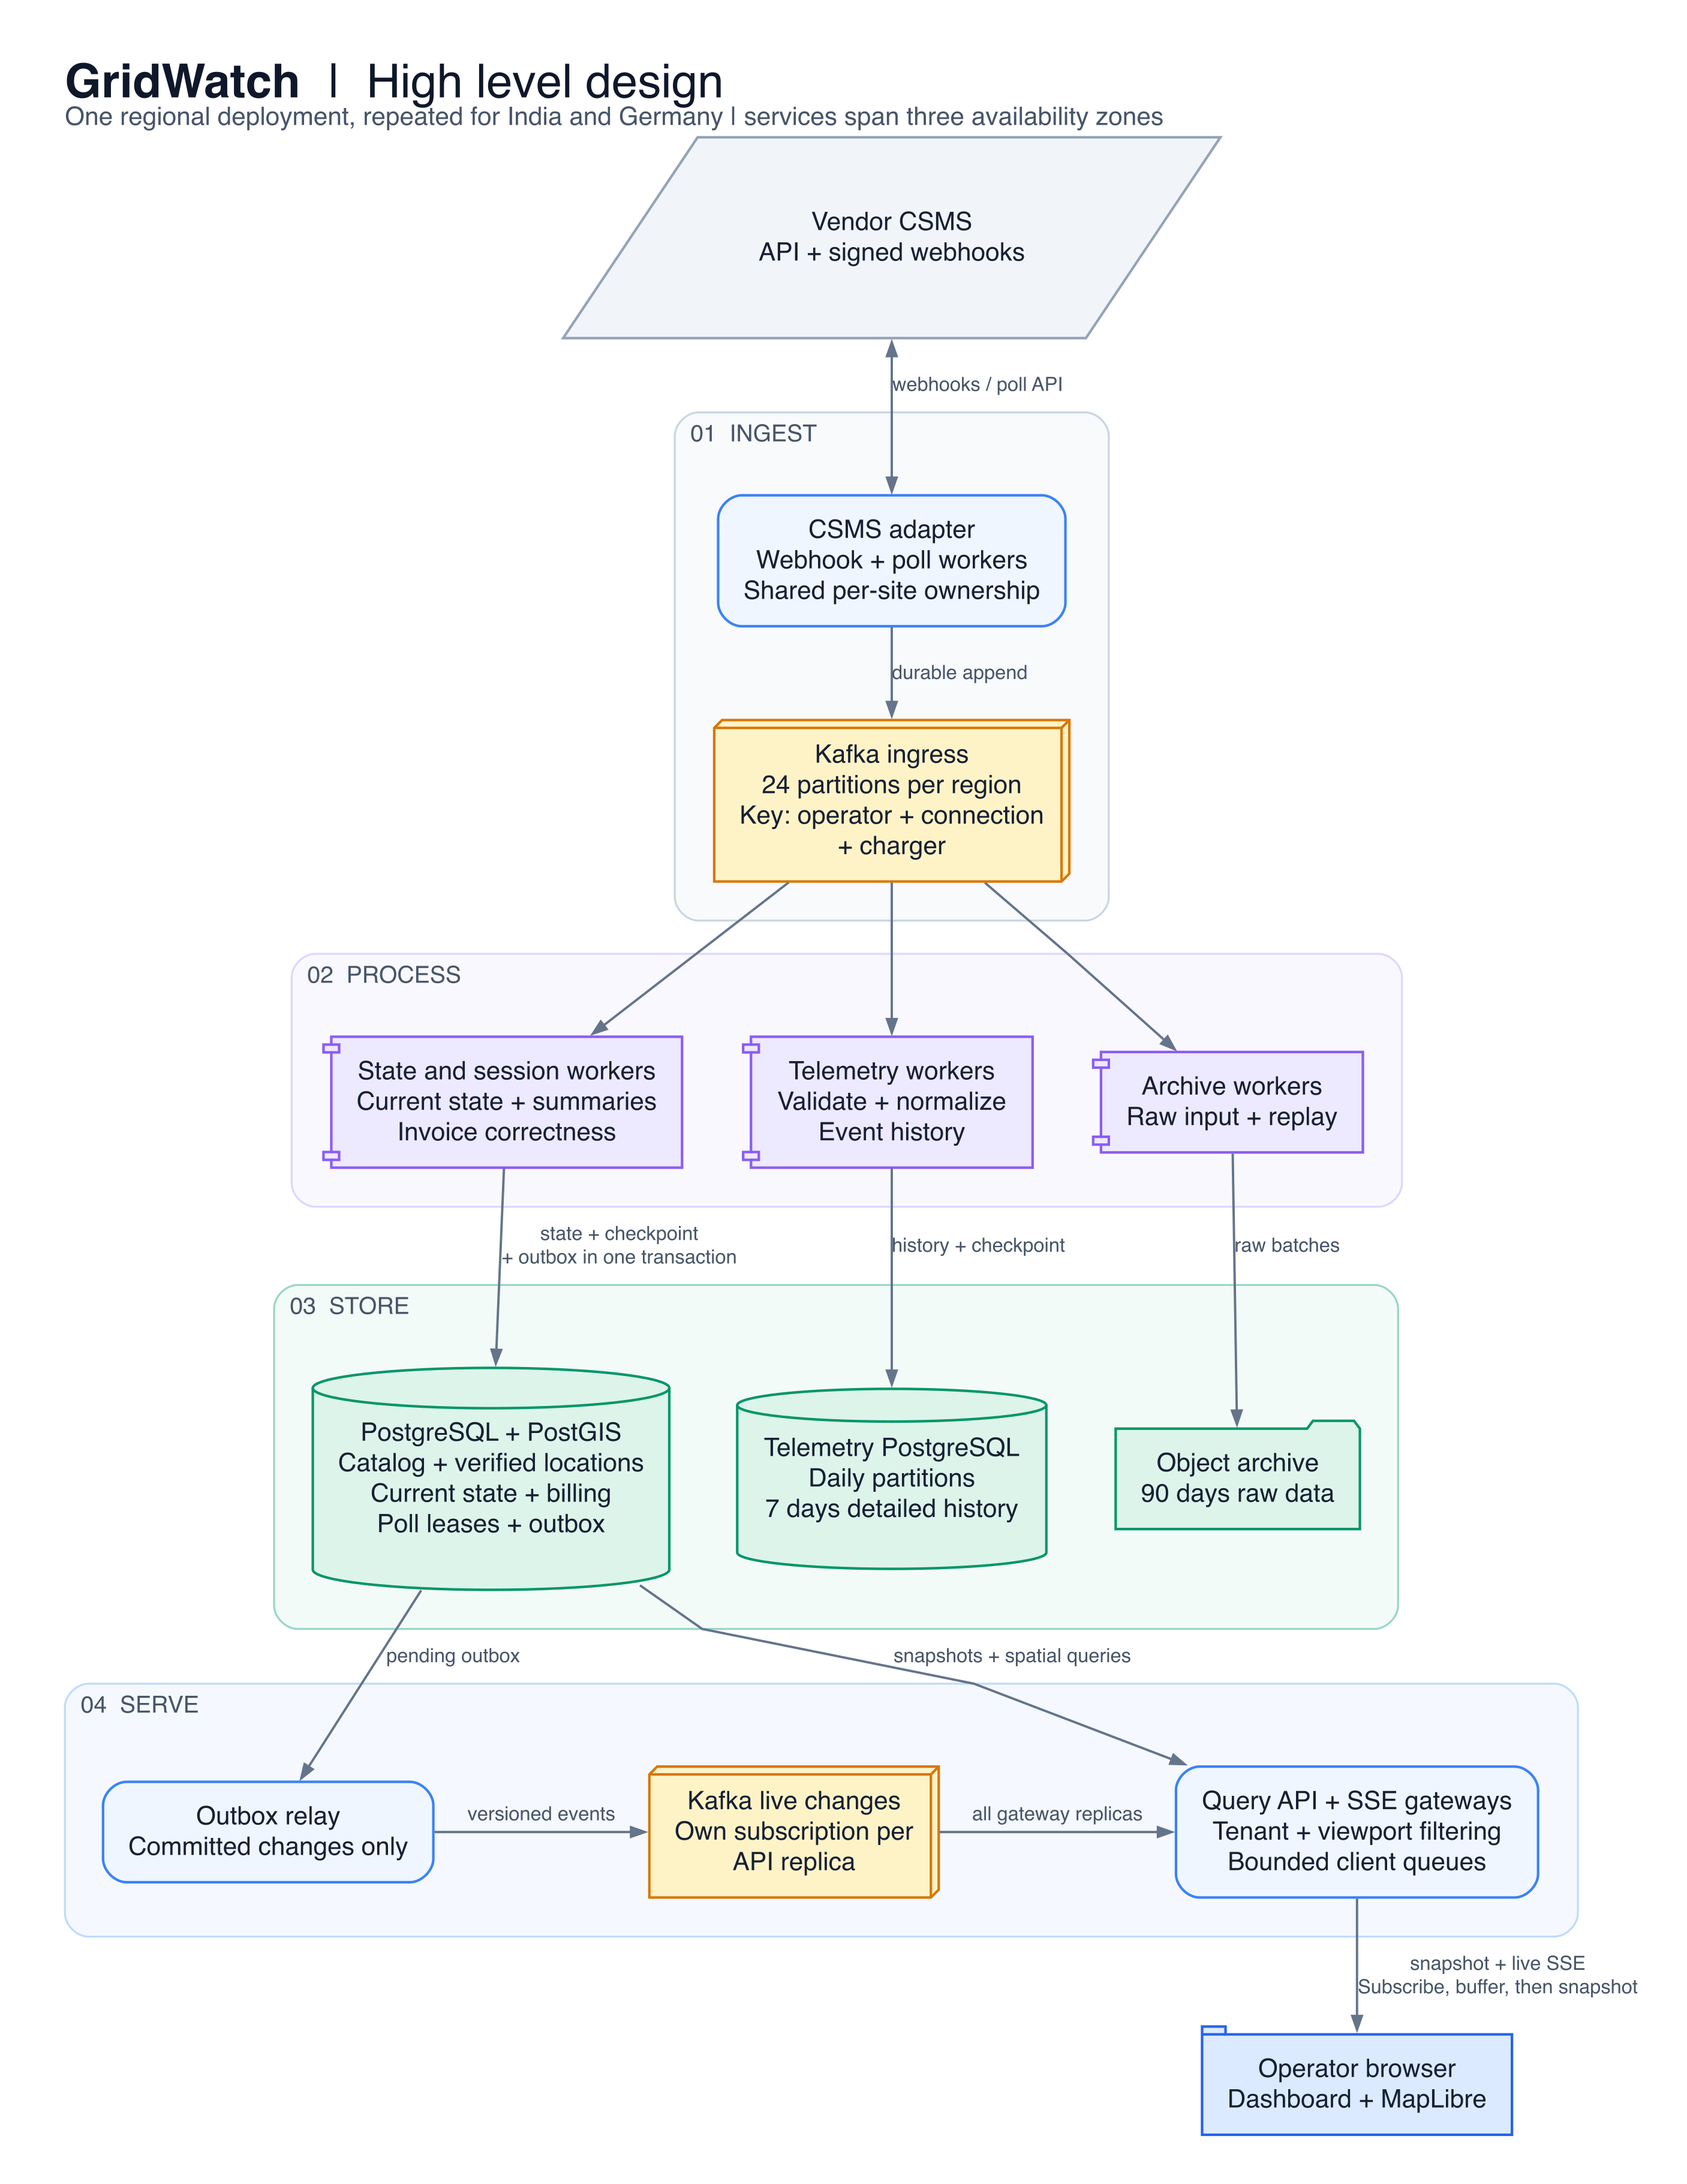 GridWatch | High level design
One regional deployment, repeated for India and Germany | services span three availability zones
Vendor CSMS
API + signed webhooks
webhooks / poll API
01 INGEST
CSMS adapter
Webhook + poll workers
Shared per-site ownership
durable append
Kafka ingress
24 partitions per region
Key: operator + connection
+ charger
02 PROCESS
State and session workers
Current state + summaries
Invoice correctness
Telemetry workers
Validate + normalize
Event history
Archive workers
Raw input + replay
state + checkpoint
+ outbox in one transaction
history + checkpoint
raw batches
03 STORE
PostgreSQL + PostGIS
Catalog + verified locations
Current state + billing
Poll leases + outbox
Telemetry PostgreSQL
Daily partitions
7 days detailed history
Object archive
90 days raw data
pending outbox
snapshots + spatial queries
04 SERVE
Outbox relay
Committed changes only
versioned events
Kafka live changes
Own subscription per
API replica
all gateway replicas
Query API + SSE gateways
Tenant + viewport filtering
Bounded client queues
snapshot + live SSE
Subscribe, buffer, then snapshot
Operator browser
Dashboard + MapLibre